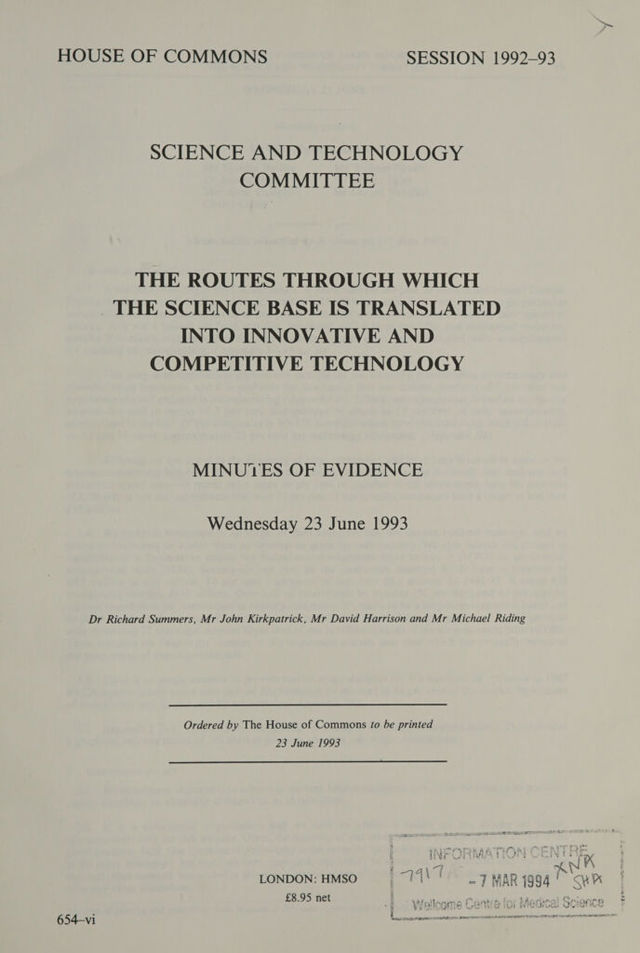 HOUSE OF COMMONS SESSION 1992–93
SCIENCE AND TECHNOLOGY
COMMITTEE
THE ROUTES THROUGH WHICH
THE SCIENCE BASE IS TRANSLATED
INTO INNOVATIVE AND
COMPETITIVE TECHNOLOGY
MINUTES OF EVIDENCE
Wednesday 23 June 1993
Dr Richard Summers, Mr John Kirkpatrick, Mr David Harrison and Mr Michael Riding
Ordered by The House of Commons to be printed
23 June 1993
INFORMATION CENTRE
7917 - 7 MAR 1994
Wellcome Centre for Medical Science
LONDON: HMSO
£8.95 net
654–vi